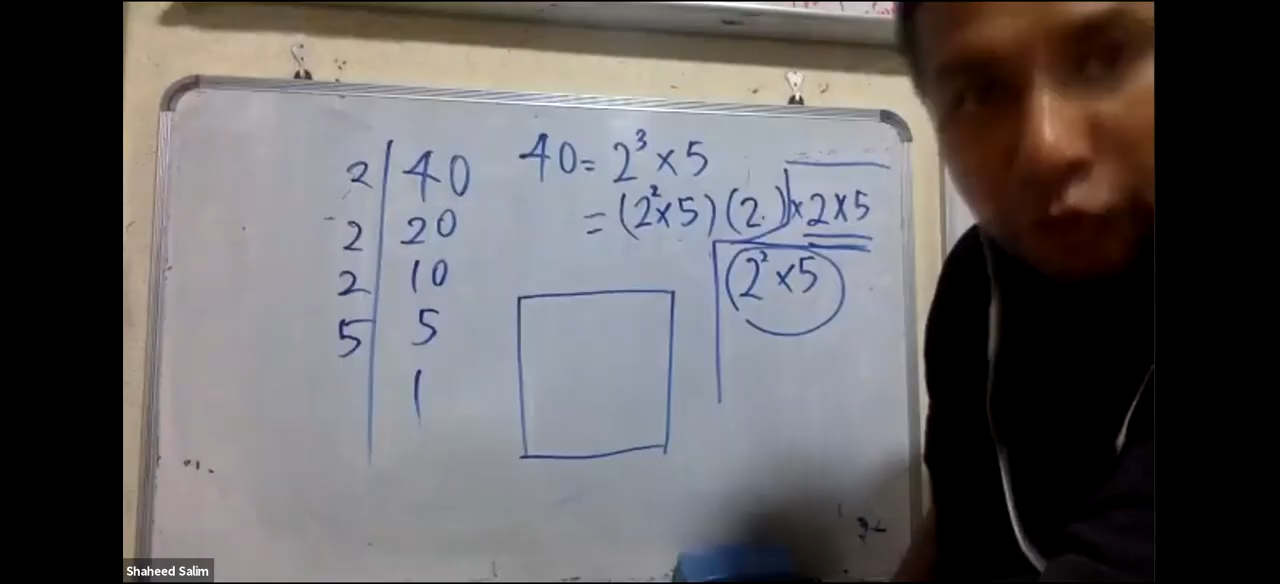 2 | 40
2 | 20
2 | 10
5 | 5
1
40 = 2³ × 5
= (2² × 5) (2.) × 2 × 5
2² × 5
Shaheed Salim